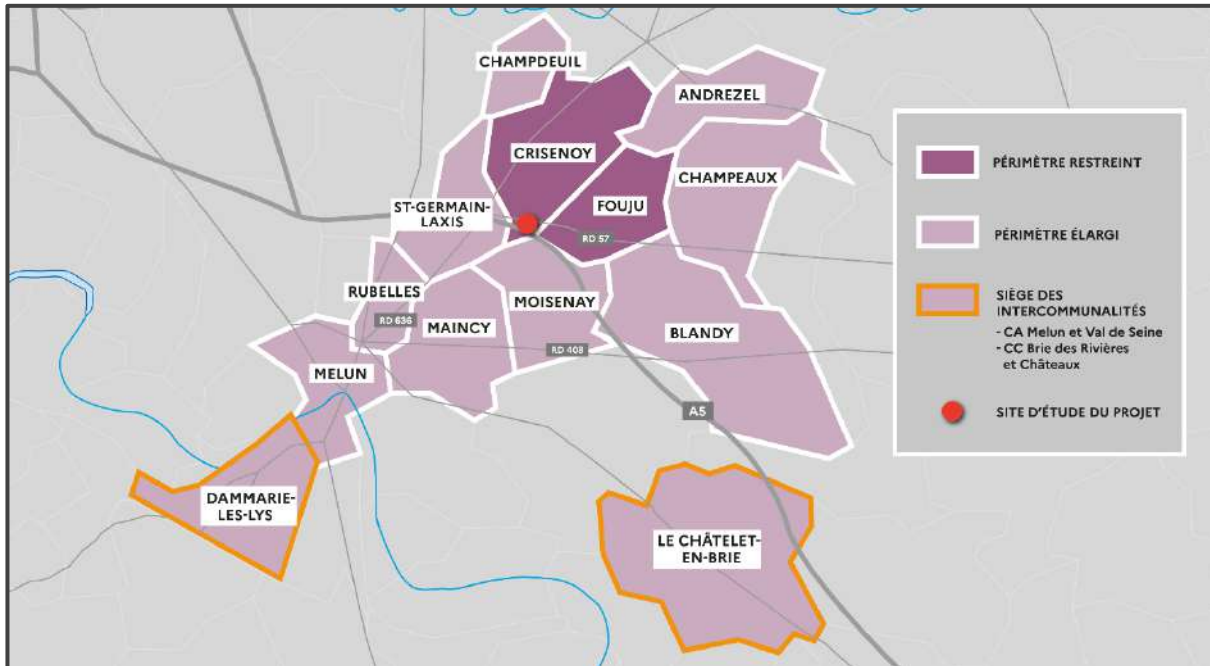 CHAMPDEUIL
ANDREZEL
CRISENOY
CHAMPEAUX
FOUJU
ST-GERMAIN-
LAXIS
RD 57
RUBELLES
MOISENAY
RD 636
MAINCY
BLANDY
RD 408
MELUN
A5
DAMMARIE-
LES-LYS
LE CHÂTELET-
EN-BRIE
PÉRIMÈTRE RESTREINT
PÉRIMÈTRE ÉLARGI
SIÈGE DES
INTERCOMMUNALITÉS
- CA Melun et Val de Seine
- CC Brie des Rivières
et Châteaux
SITE D'ÉTUDE DU PROJET